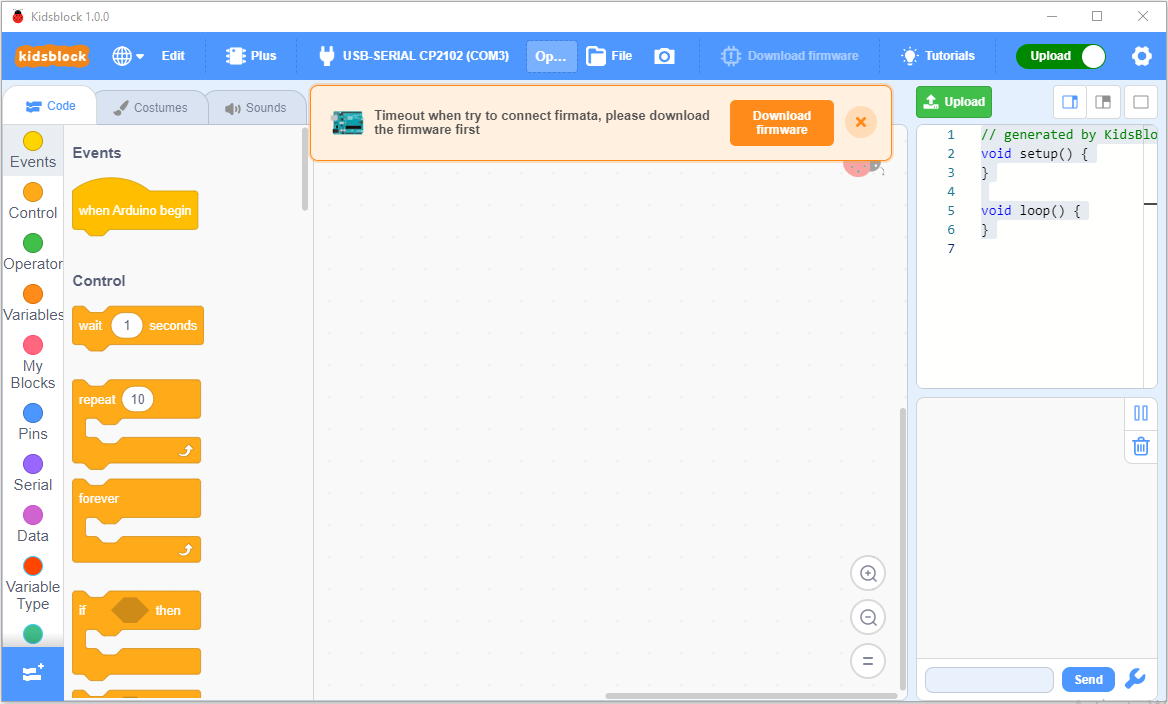 Kidsblock 1.0.0
kidsblock
Edit
Plus
USB-SERIAL CP2102 (COM3)
Op...
File
Download firmware
Tutorials
Upload
Code
Costumes
Sounds
Timeout when try to connect firmata, please download
the firmware first
Download
firmware
Upload
Events
Control
Operator
Variables
My
Blocks
Pins
Serial
Data
Variable
Type
Events
when Arduino begin
Control
wait 1 seconds
repeat 10
forever
if then
1 // generated by KidsBlo
2 void setup() {
3 }
4
5 void loop() {
6 }
7
Send